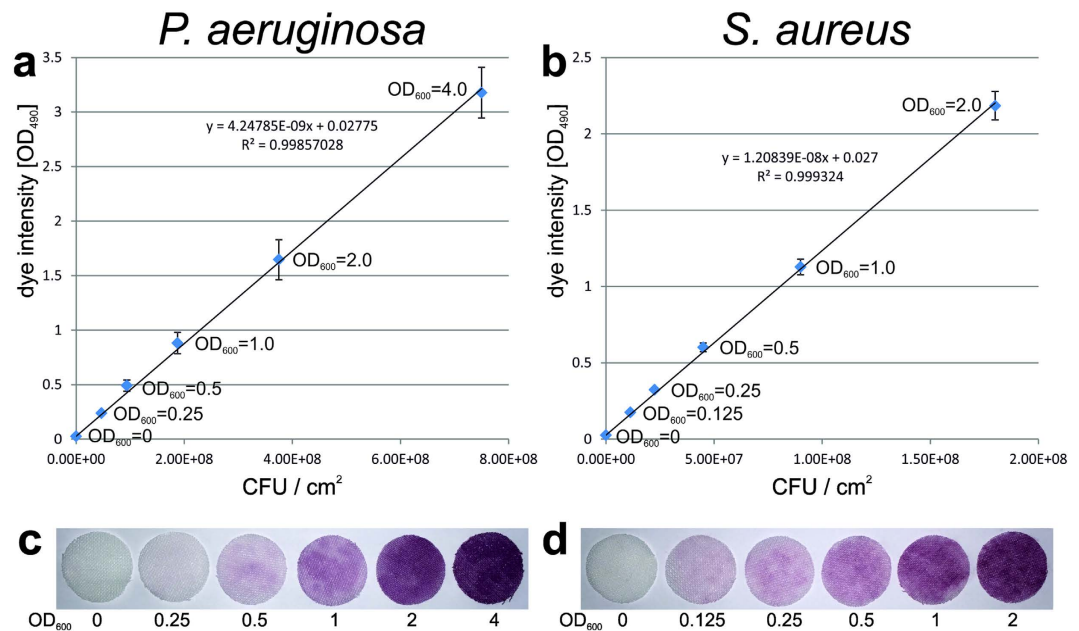 P. aeruginosa
a
3.5
3
2.5
2
1.5
1
0.5
0
dye intensity [OD490]
OD600=4.0
y = 4.24785E-09x + 0.02775
R² = 0.99857028
OD600=2.0
OD600=1.0
OD600=0.5
OD600=0.25
OD600=0
0.00E+00 2.00E+08 4.00E+08 6.00E+08 8.00E+08
CFU / cm²
S. aureus
b
2.5
2
1.5
1
0.5
0
dye intensity [OD490]
OD600=2.0
y = 1.20839E-08x + 0.027
R² = 0.999324
OD600=1.0
OD600=0.5
OD600=0.25
OD600=0.125
OD600=0
0.00E+00 5.00E+07 1.00E+08 1.50E+08 2.00E+08
CFU / cm²
c
OD600 0 0.25 0.5 1 2 4
d
OD600 0 0.125 0.25 0.5 1 2